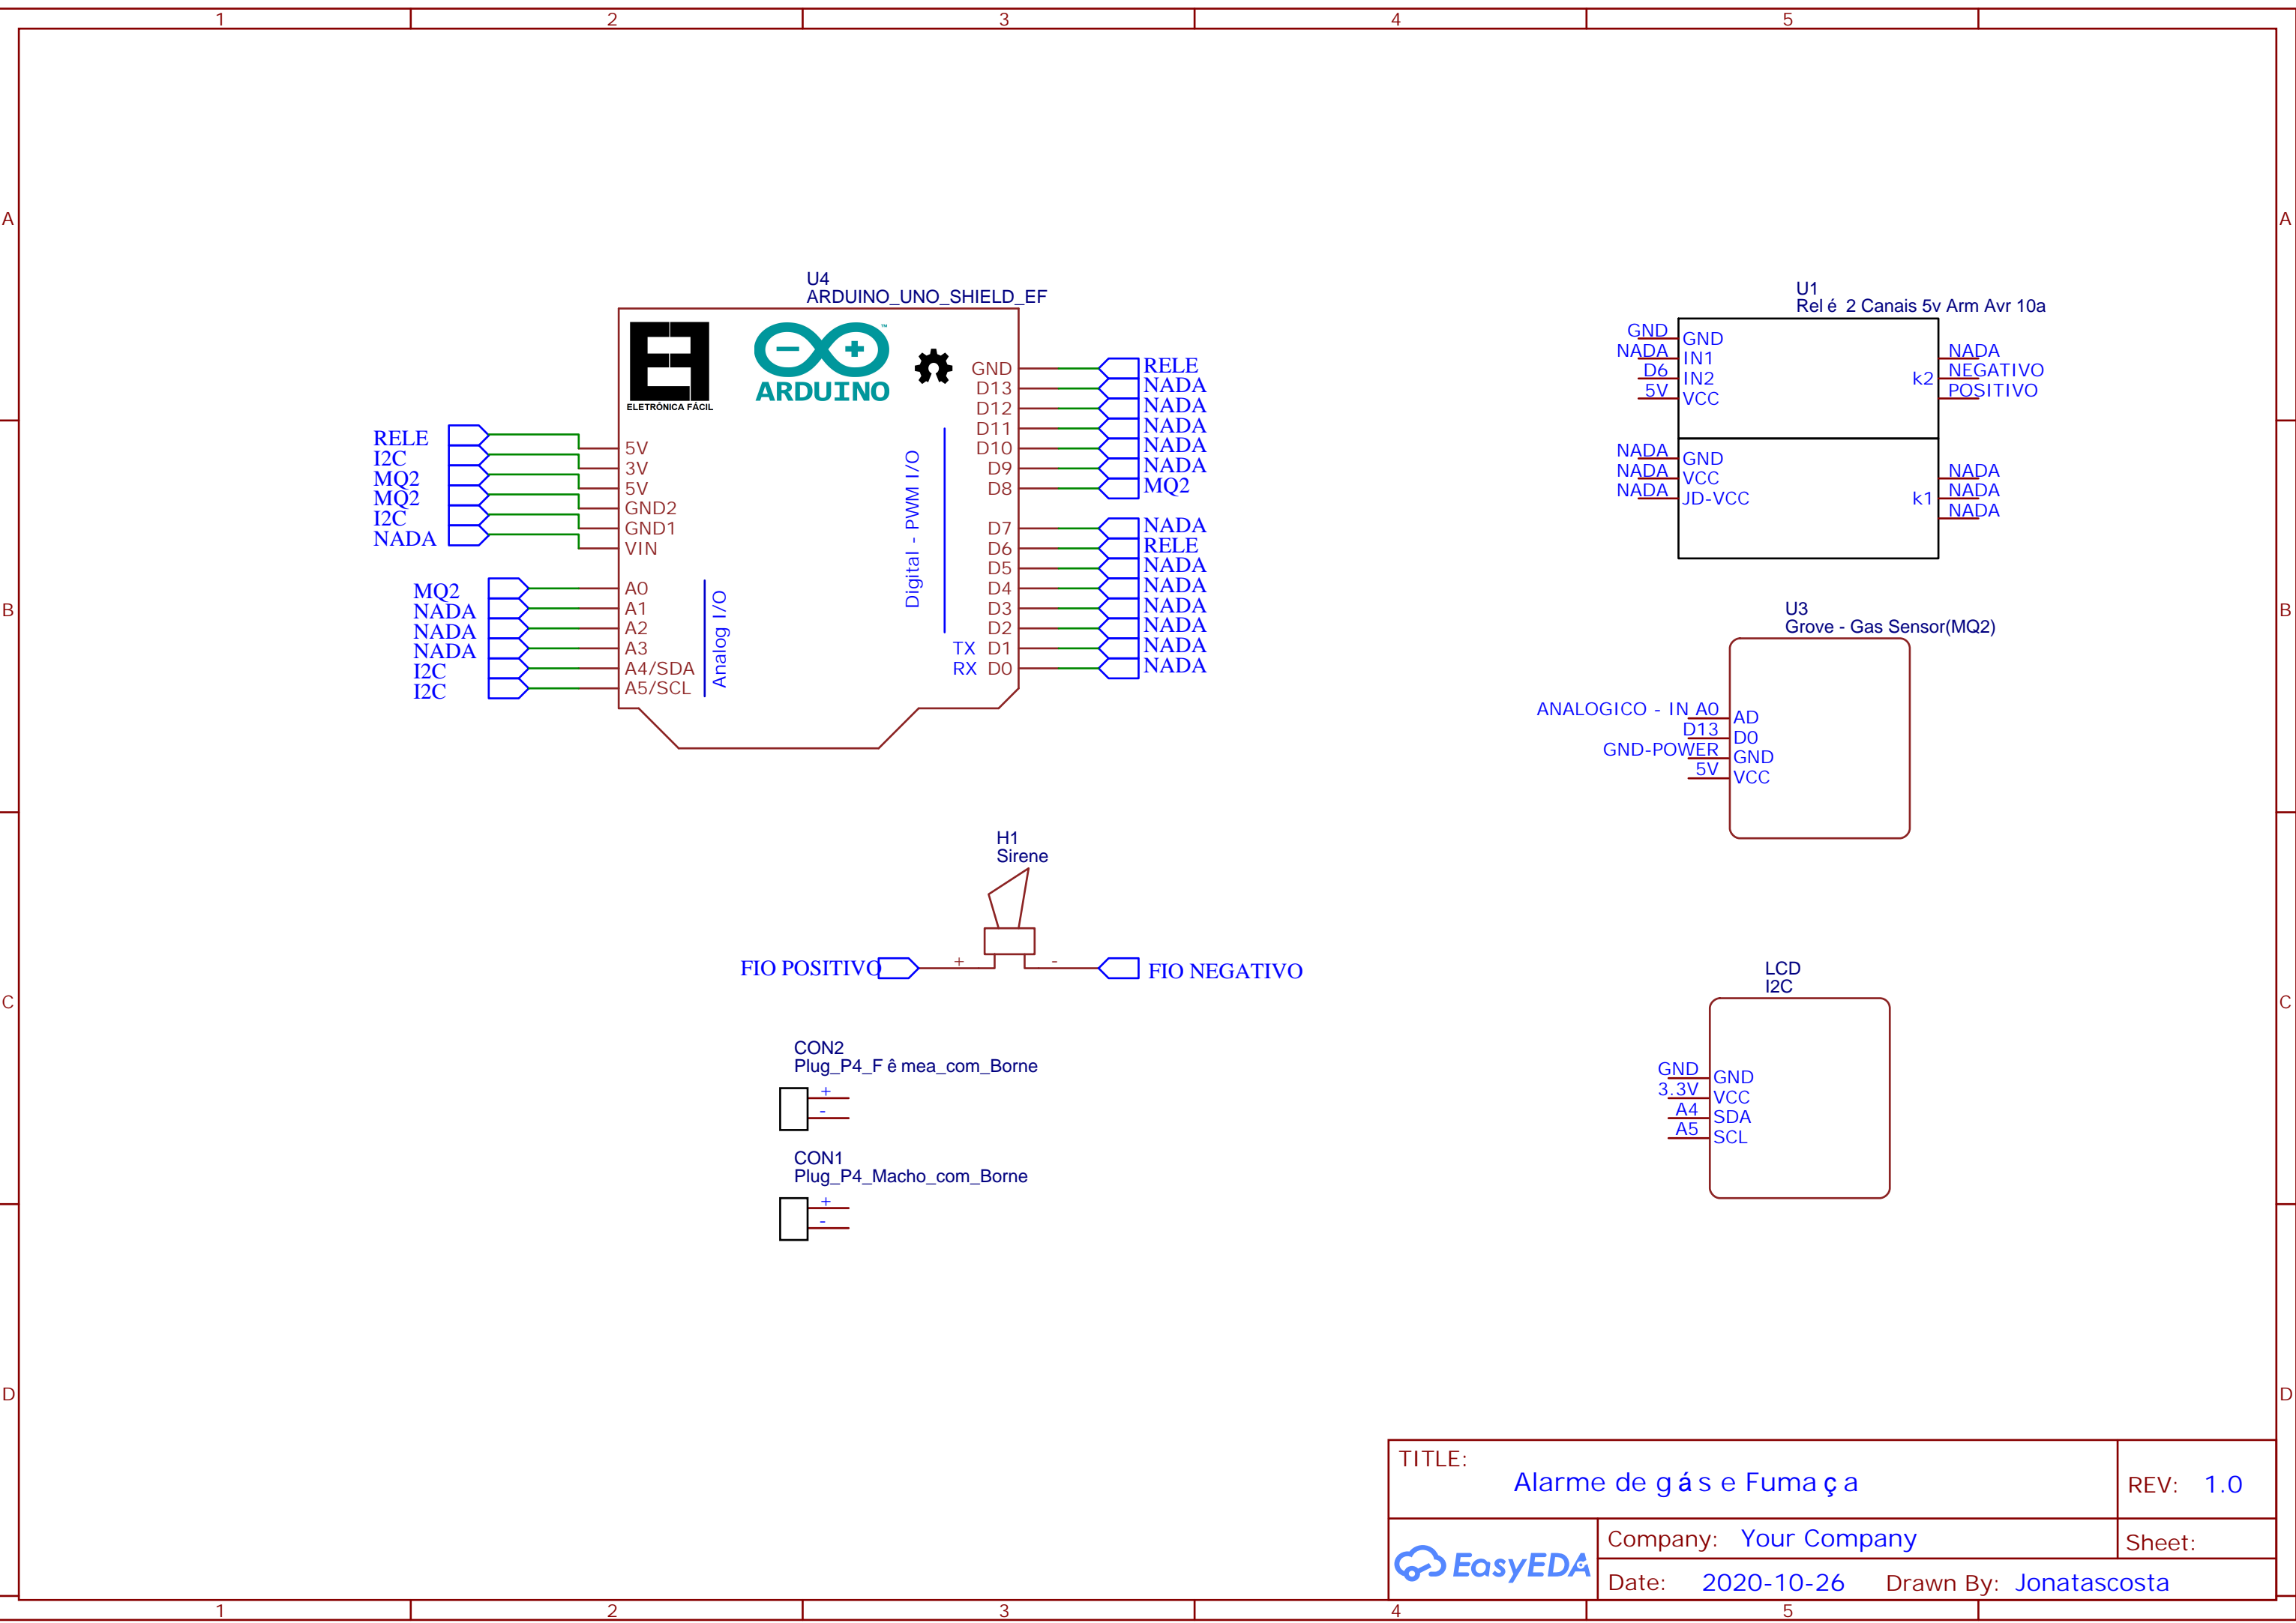 1 2 3 4 5
A A
B B
C C
D D
U4
ARDUINO_UNO_SHIELD_EF
ELETRÔNICA FÁCIL
ARDUINO
TM
RELE 5V
I2C 3V
MQ2 5V
MQ2 GND2
I2C GND1
NADA VIN
MQ2 A0
NADA A1
NADA A2
NADA A3
I2C A4/SDA
I2C A5/SCL
Analog I/O
Digital - PWM I/O
GND RELE
D13 NADA
D12 NADA
D11 NADA
D10 NADA
D9 NADA
D8 MQ2
D7 NADA
D6 RELE
D5 NADA
D4 NADA
D3 NADA
D2 NADA
TX D1 NADA
RX D0 NADA
U1
Relé 2 Canais 5v Arm Avr 10a
GND GND
NADA IN1 NADA
D6 IN2 k2 NEGATIVO
5V VCC POSITIVO
NADA GND
NADA VCC NADA
NADA JD-VCC k1 NADA
NADA
U3
Grove - Gas Sensor(MQ2)
ANALOGICO - IN A0 AD
D13 D0
GND-POWER GND
5V VCC
H1
Sirene
FIO POSITIVO + - FIO NEGATIVO
LCD
I2C
GND GND
3.3V VCC
A4 SDA
A5 SCL
CON2
Plug_P4_Fêmea_com_Borne
+
-
CON1
Plug_P4_Macho_com_Borne
+
-
TITLE:
Alarme de gás e Fumaça
REV: 1.0
EasyEDA
Company: Your Company
Sheet:
Date: 2020-10-26 Drawn By: Jonatascosta
1 2 3 4 5